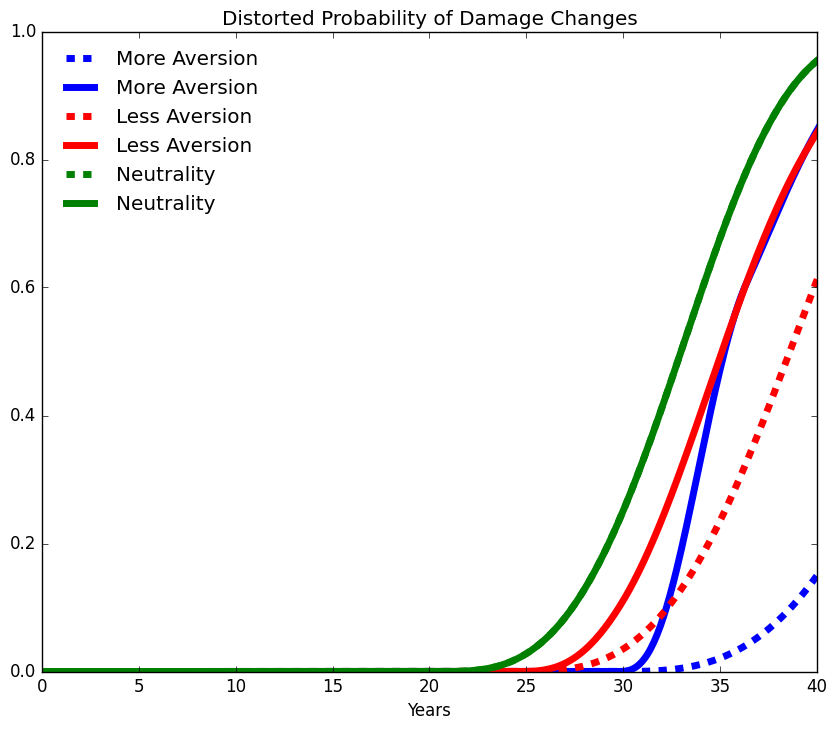 Distorted Probability of Damage Changes
1.0
0.8
0.6
0.4
0.2
0.0
More Aversion
More Aversion
Less Aversion
Less Aversion
Neutrality
Neutrality
0 5 10 15 20 25 30 35 40
Years